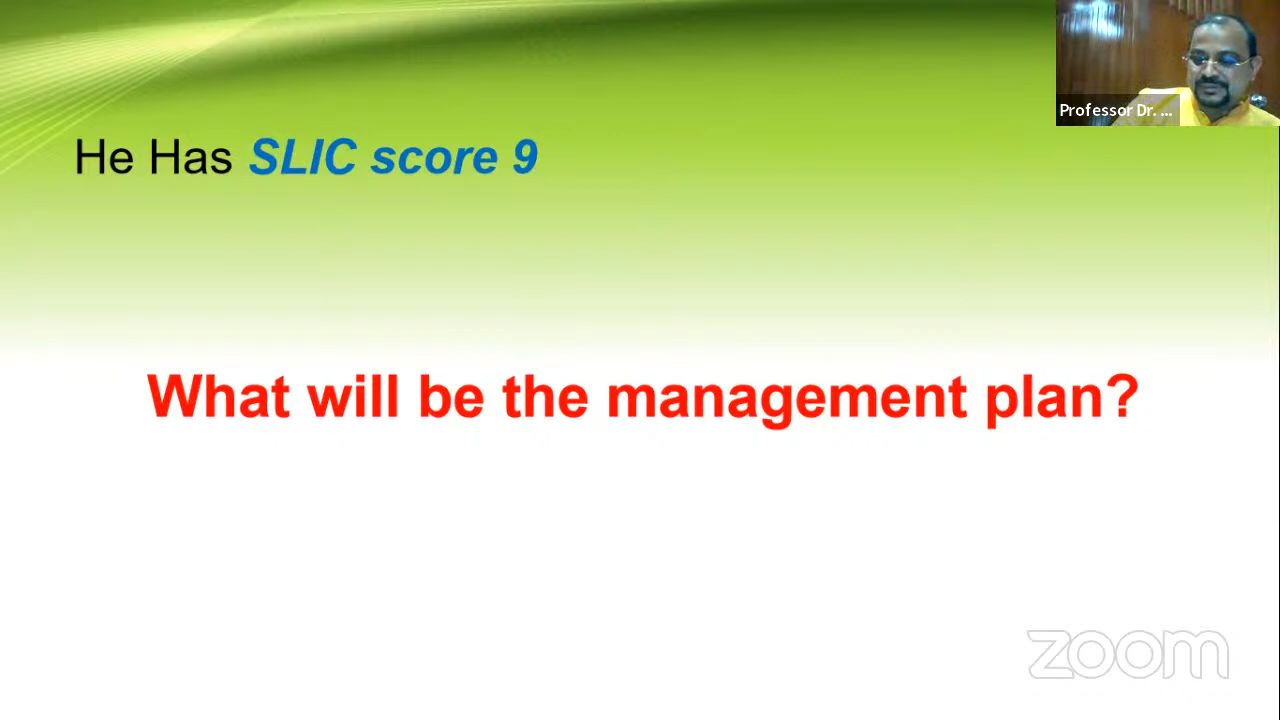 Professor Dr. ...
He Has SLIC score 9
What will be the management plan?
zoom